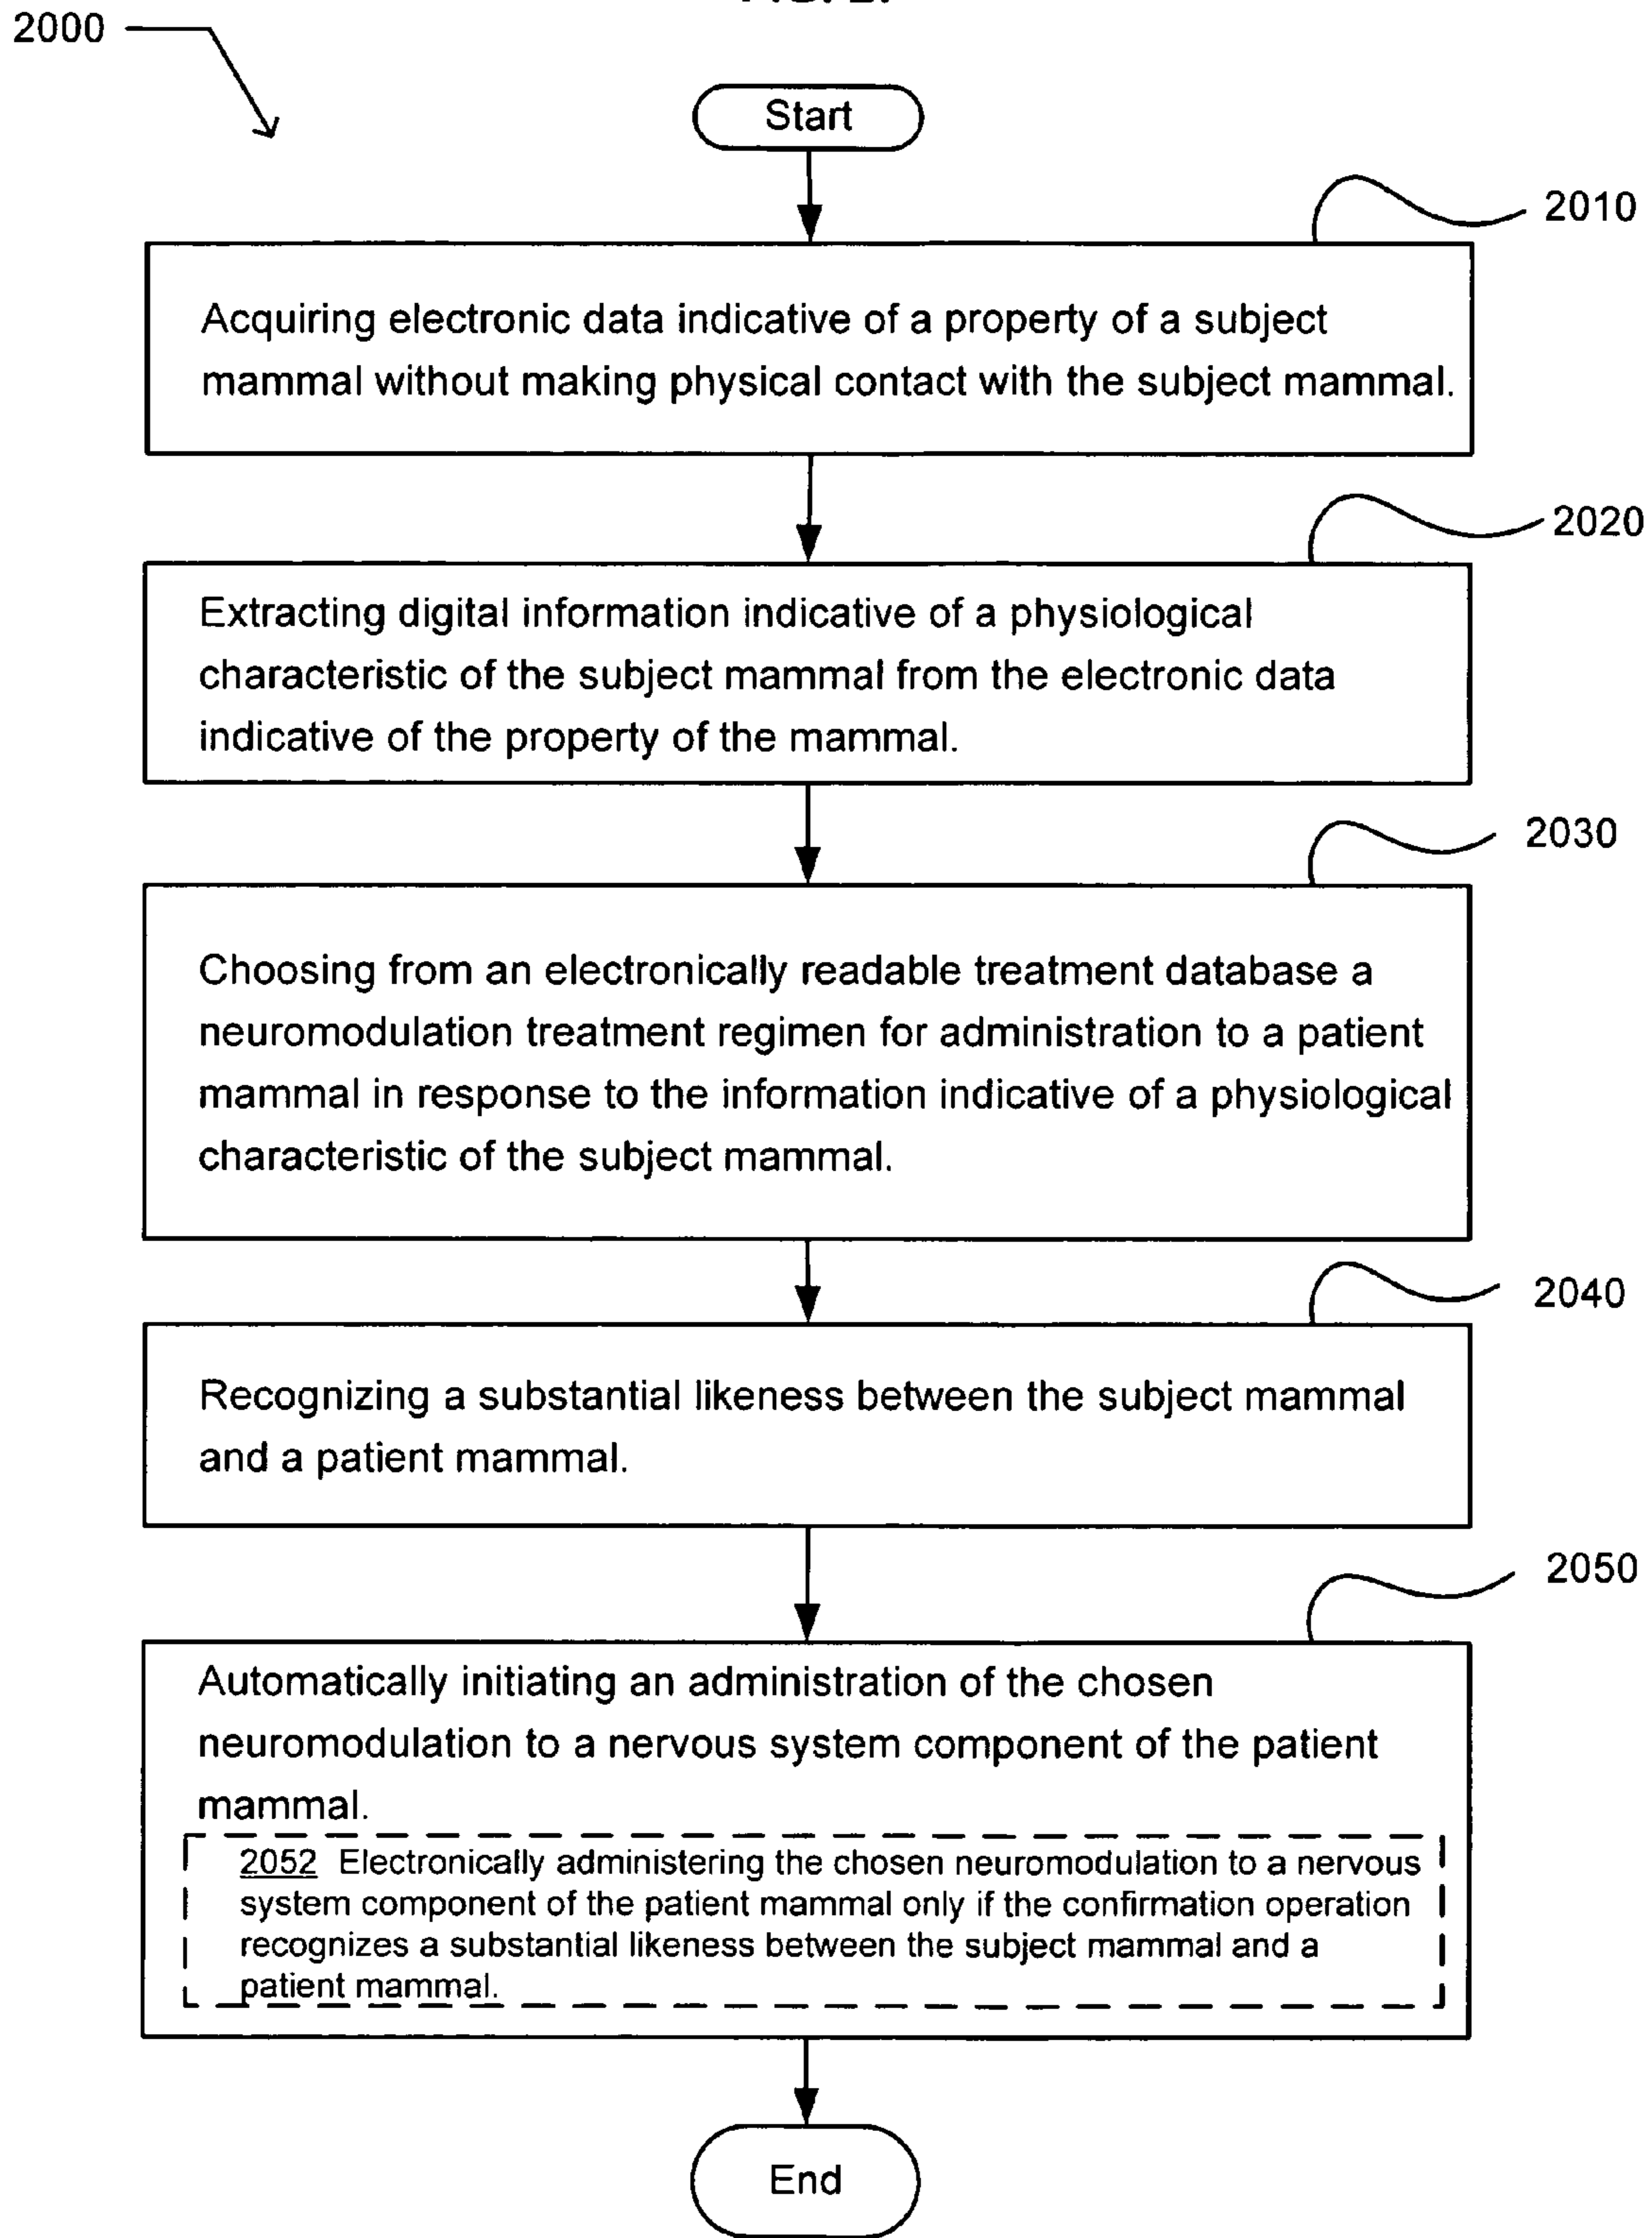 2000
Start
2010
Acquiring electronic data indicative of a property of a subject
mammal without making physical contact with the subject mammal.
2020
Extracting digital information indicative of a physiological
characteristic of the subject mammal from the electronic data
indicative of the property of the mammal.
2030
Choosing from an electronically readable treatment database a
neuromodulation treatment regimen for administration to a patient
mammal in response to the information indicative of a physiological
characteristic of the subject mammal.
2040
Recognizing a substantial likeness between the subject mammal
and a patient mammal.
2050
Automatically initiating an administration of the chosen
neuromodulation to a nervous system component of the patient
mammal.
2052 Electronically administering the chosen neuromodulation to a nervous
system component of the patient mammal only if the confirmation operation
recognizes a substantial likeness between the subject mammal and a
patient mammal.
End